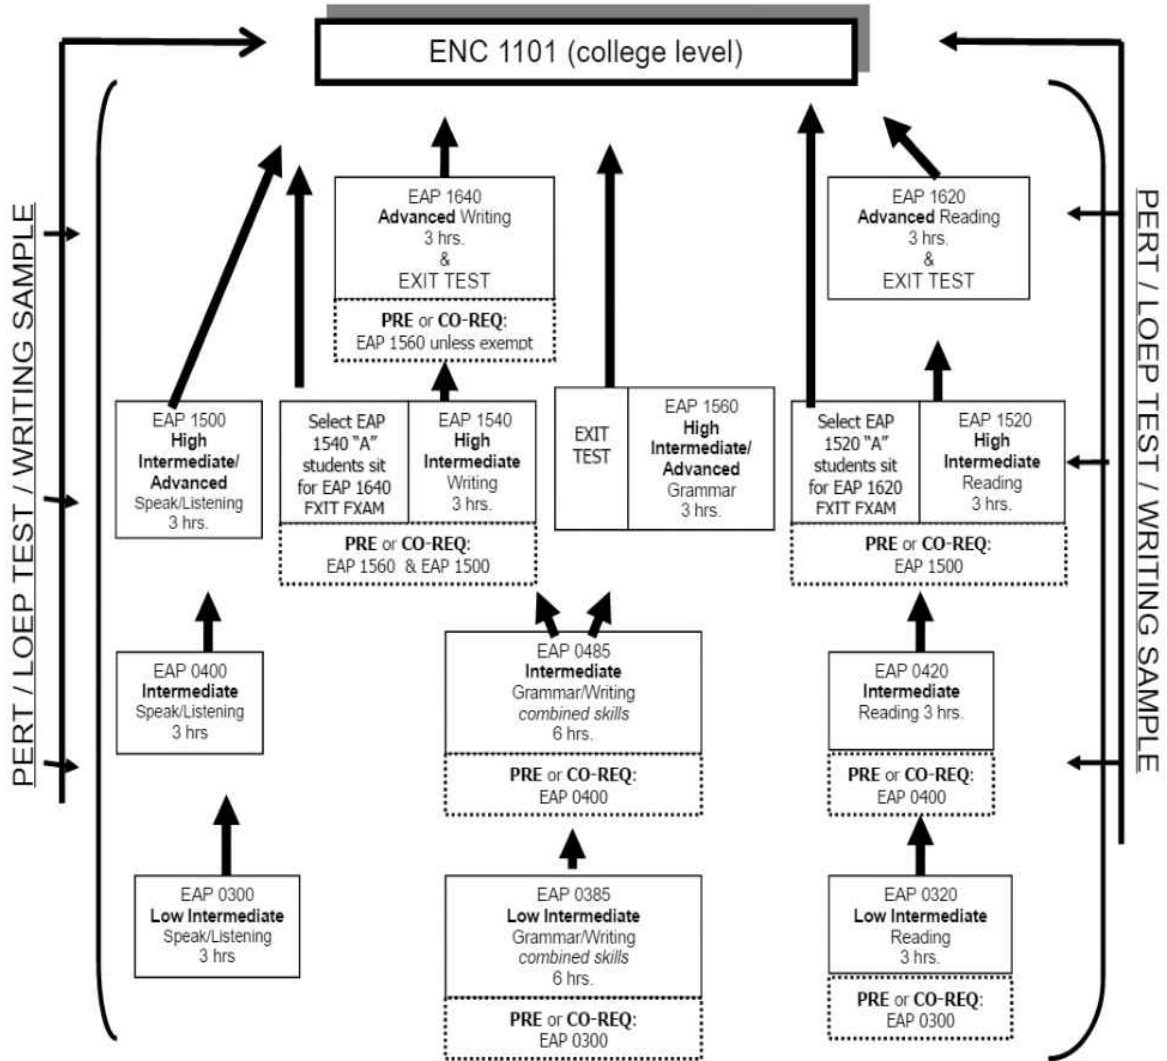 ENC 1101 (college level)
PERT / LOEP TEST / WRITING SAMPLE
EAP 1640
Advanced Writing
3 hrs.
&
EXIT TEST
PRE or CO-REQ:
EAP 1560 unless exempt
EAP 1620
Advanced Reading
3 hrs.
&
EXIT TEST
PERT / LOEP TEST / WRITING SAMPLE
EAP 1500
High
Intermediate/
Advanced
Speak/Listening
3 hrs.
Select EAP
1540 "A"
students sit
for EAP 1640
FXIT FXAM
EAP 1540
High
Intermediate
Writing
3 hrs.
PRE or CO-REQ:
EAP 1560 & EAP 1500
EXIT
TEST
EAP 1560
High
Intermediate/
Advanced
Grammar
3 hrs.
Select EAP
1520 "A"
students sit
for EAP 1620
FXIT FXAM
EAP 1520
High
Intermediate
Reading
3 hrs.
PRE or CO-REQ:
EAP 1500
EAP 0400
Intermediate
Speak/Listening
3 hrs
EAP 0485
Intermediate
Grammar/Writing
combined skills
6 hrs.
PRE or CO-REQ:
EAP 0400
EAP 0420
Intermediate
Reading 3 hrs.
PRE or CO-REQ:
EAP 0400
EAP 0300
Low Intermediate
Speak/Listening
3 hrs
EAP 0385
Low Intermediate
Grammar/Writing
combined skills
6 hrs.
PRE or CO-REQ:
EAP 0300
EAP 0320
Low Intermediate
Reading
3 hrs.
PRE or CO-REQ:
EAP 0300